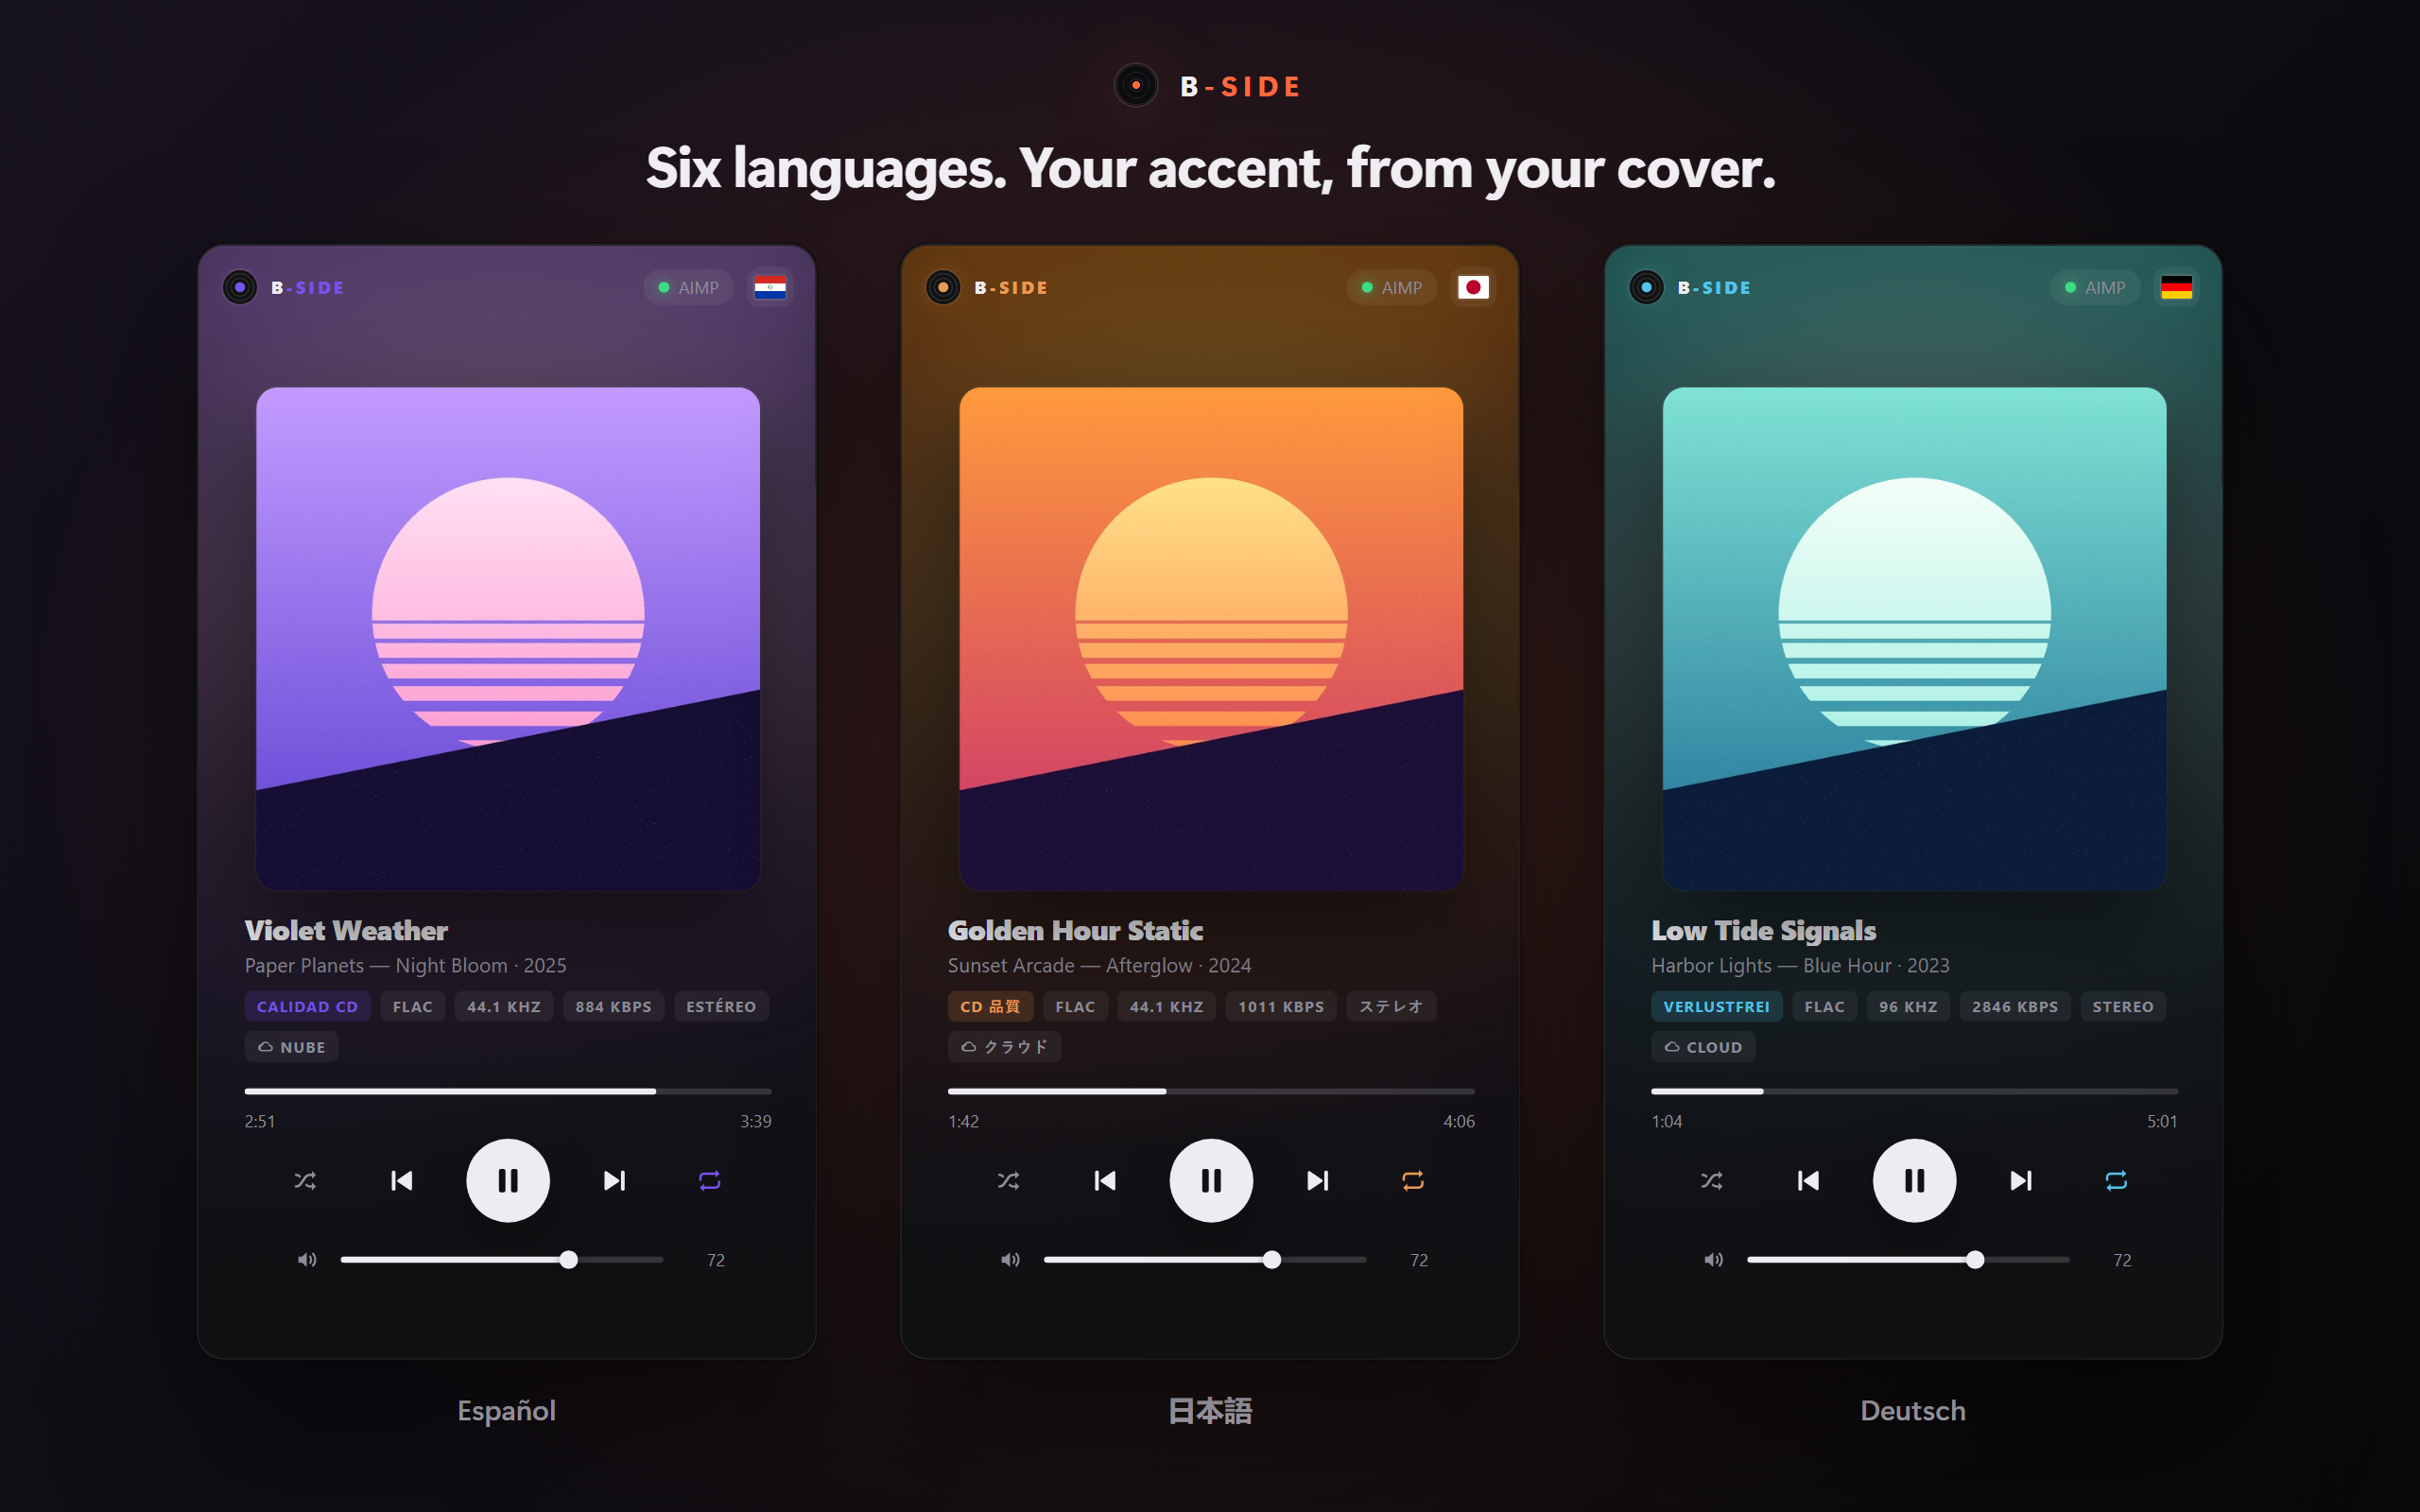 B-SIDE
Six languages. Your accent, from your cover.
B-SIDE
AIMP
Violet Weather
Paper Planets — Night Bloom · 2025
CALIDAD CD FLAC 44.1 KHZ 884 KBPS ESTÉREO
NUBE
2:51 3:39
72
Español
B-SIDE
AIMP
Golden Hour Static
Sunset Arcade — Afterglow · 2024
CD 品質 FLAC 44.1 KHZ 1011 KBPS ステレオ
クラウド
1:42 4:06
72
日本語
B-SIDE
AIMP
Low Tide Signals
Harbor Lights — Blue Hour · 2023
VERLUSTFREI FLAC 96 KHZ 2846 KBPS STEREO
CLOUD
1:04 5:01
72
Deutsch